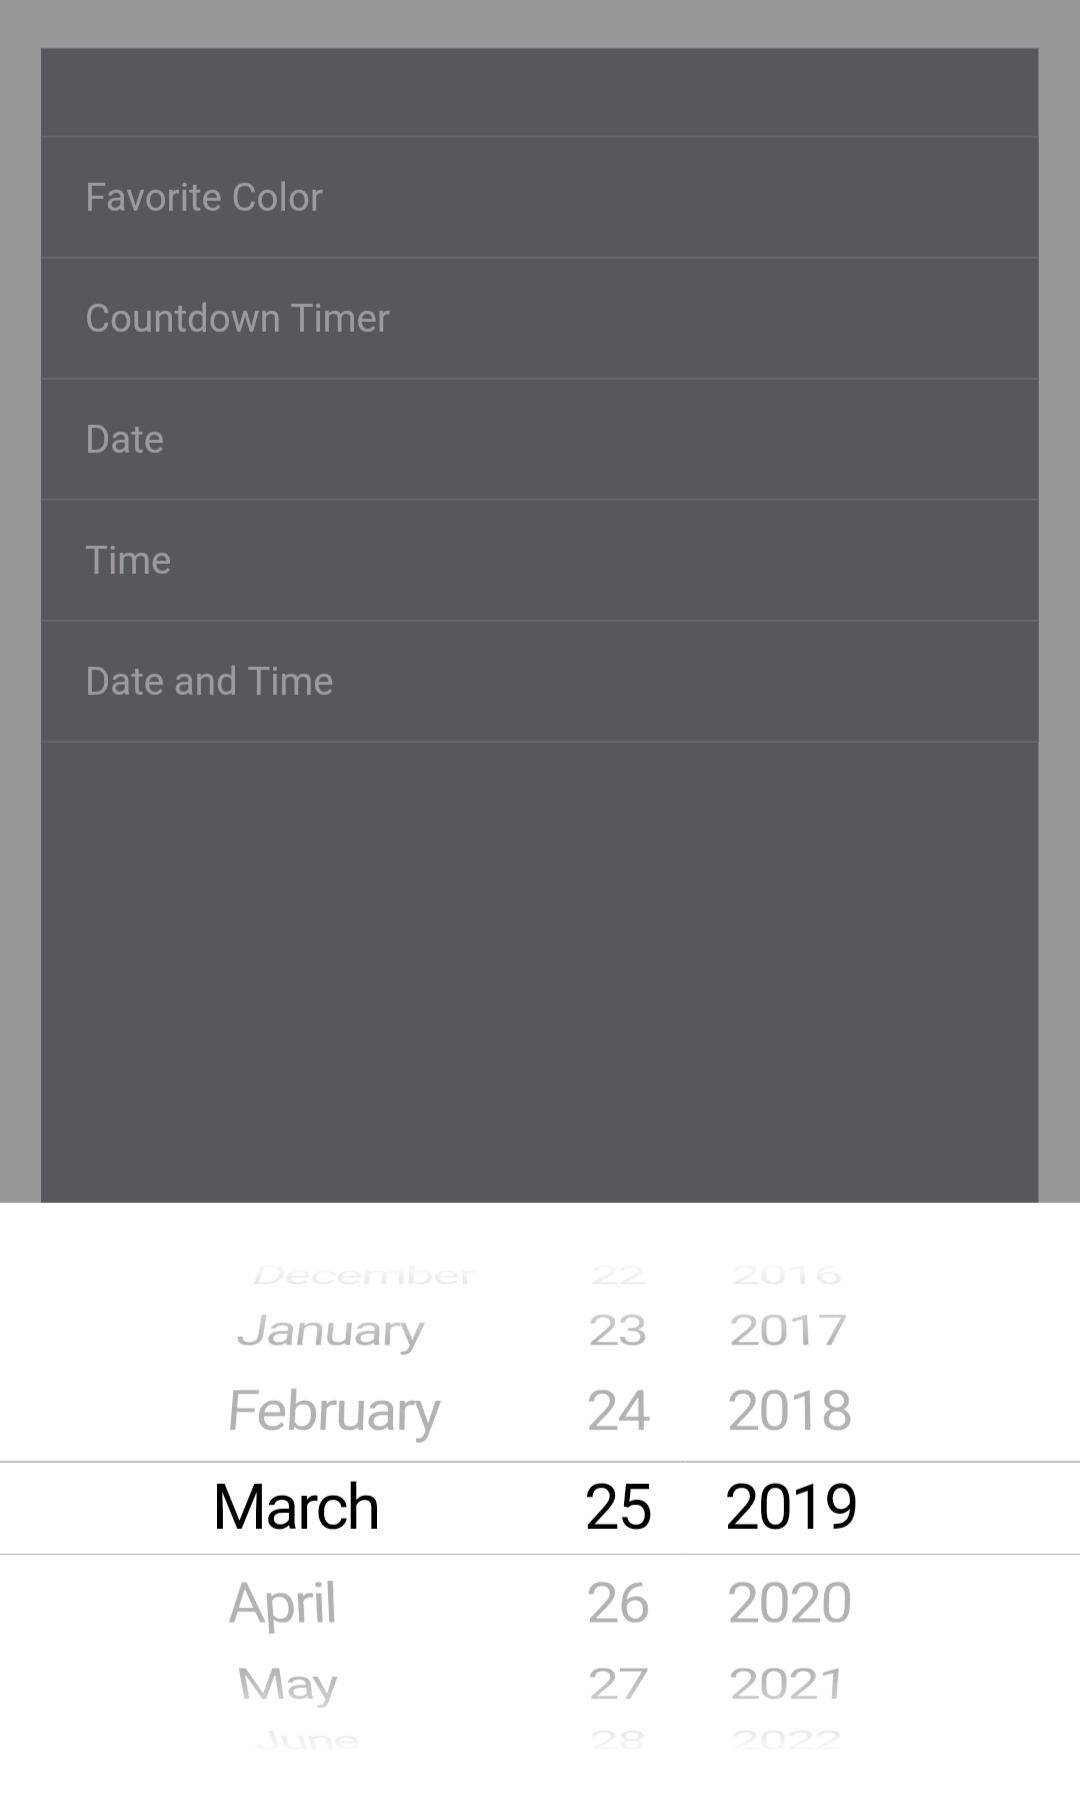 Favorite Color
Countdown Timer
Date
Time
Date and Time
December 22 2016
January 23 2017
February 24 2018
March 25 2019
April 26 2020
May 27 2021
June 28 2022